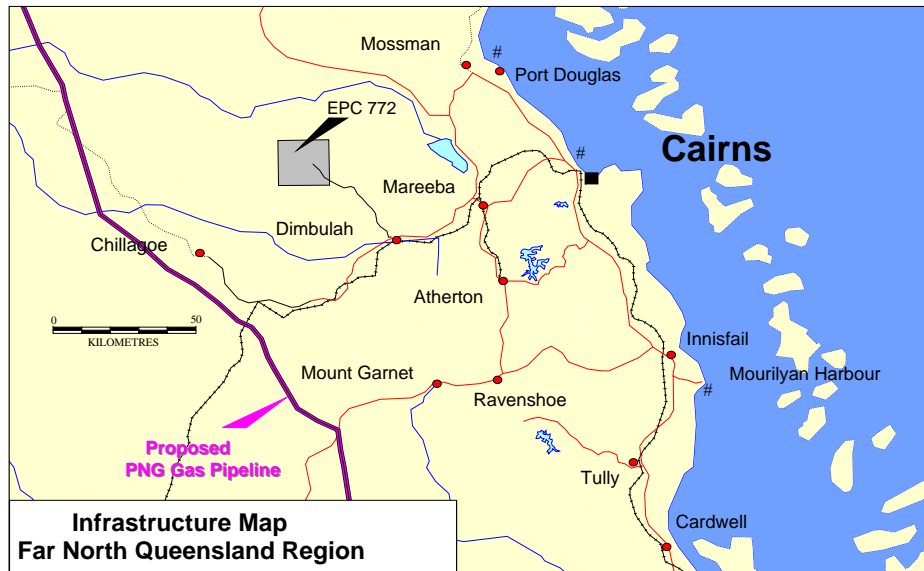 Mossman
#
Port Douglas
EPC 772
#
Cairns
Mareeba
Dimbulah
Chillagoe
Atherton
0
50
KILOMETRES
Innisfail
Mount Garnet
Mourilyan Harbour
#
Ravenshoe
Proposed
PNG Gas Pipeline
Tully
Infrastructure Map
Far North Queensland Region
Cardwell